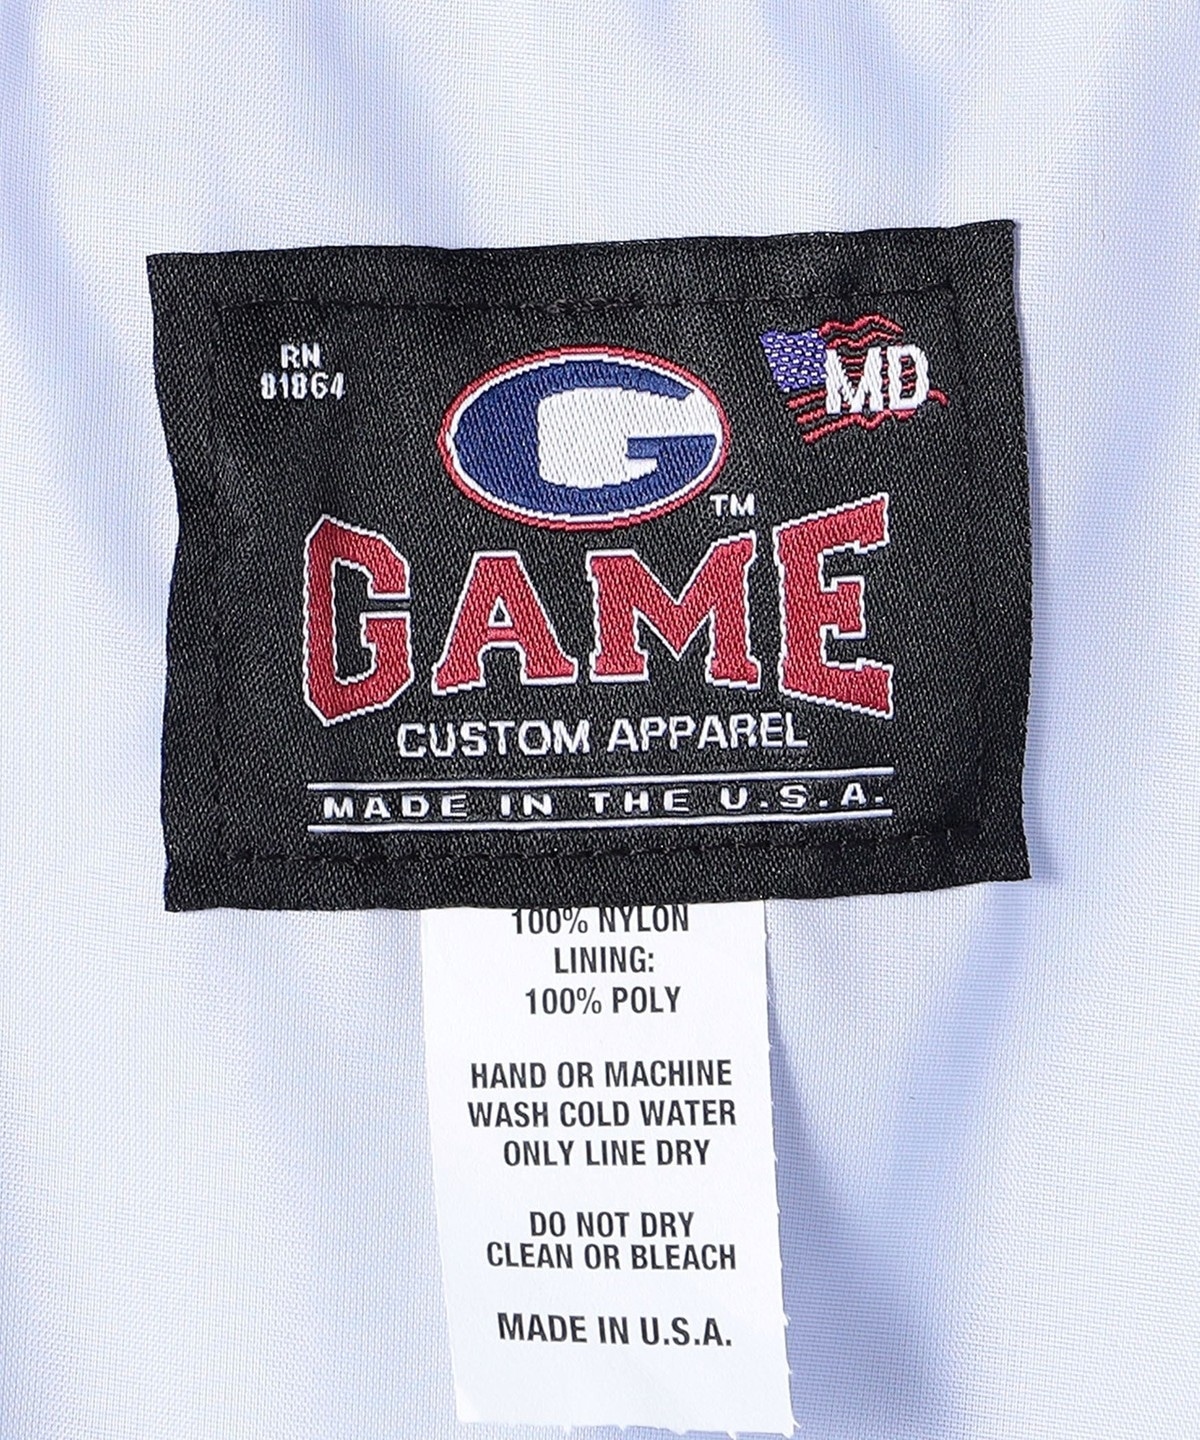 RN
81864
MD
G
TM
GAME
CUSTOM APPAREL
MADE IN THE U.S.A.
100% NYLON
LINING:
100% POLY
HAND OR MACHINE
WASH COLD WATER
ONLY LINE DRY
DO NOT DRY
CLEAN OR BLEACH
MADE IN U.S.A.